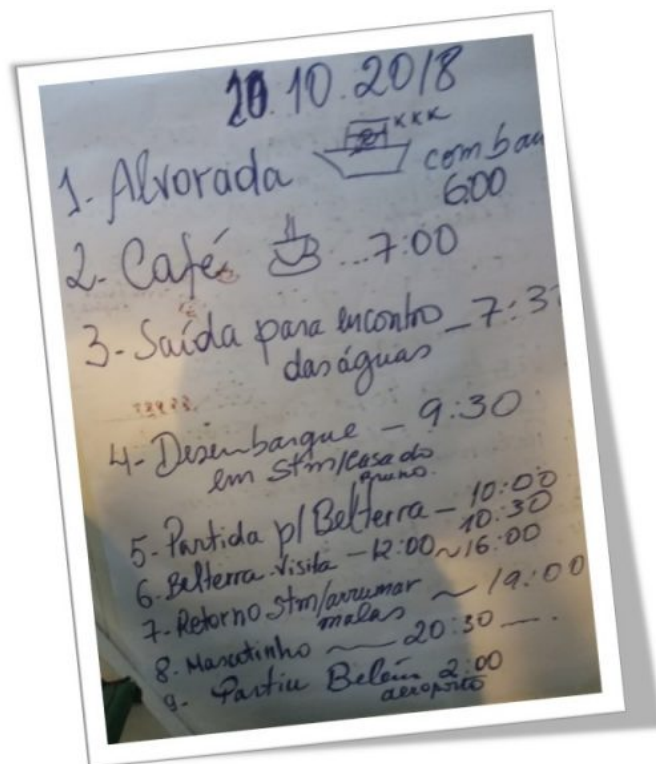 10.2018
1. Alvorada KKK com
6:00
2. Café ... 7:00
3- Saída para encontro - 7:3
das águas
4- Desembarque - 9:30
em Stm/Casa do
Bruno.
5- Partida p/ Belterra - 10:00
10:30
6- Belterra - Visita - 12:00 ~ 16:00
7- Retorno Stm/arrumar ~ 19:00
malas
8. Mascotinho — 20:30 —.
9- Partiu Belém 2:00
aeroporto